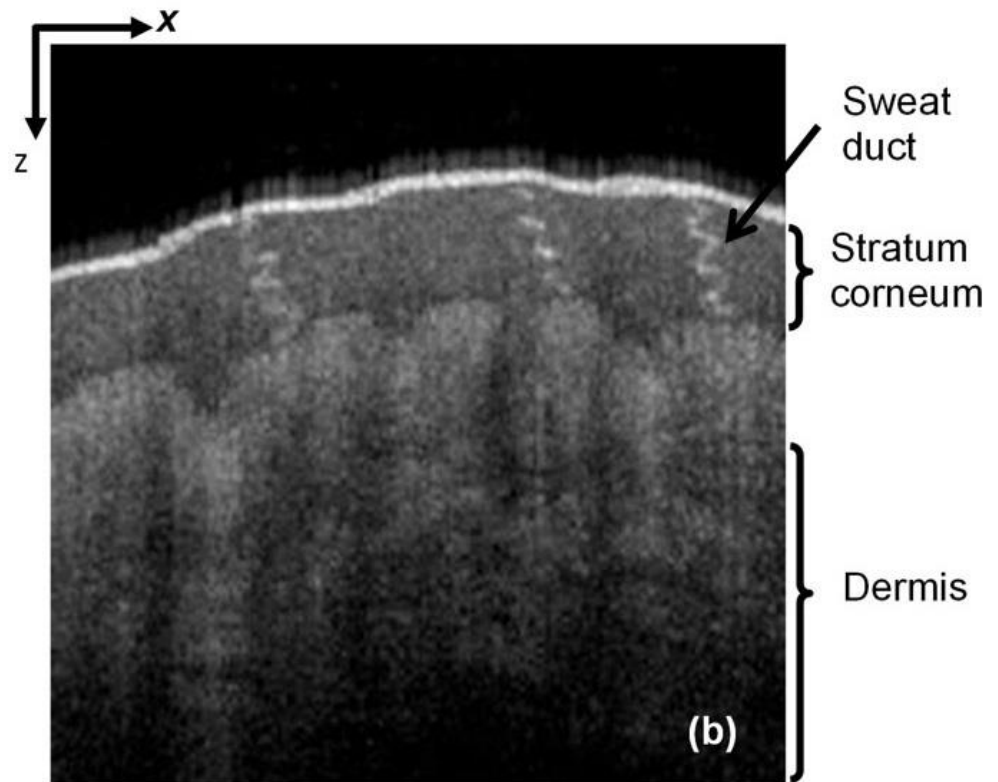 x
z
Sweat
duct
Stratum
corneum
Dermis
(b)